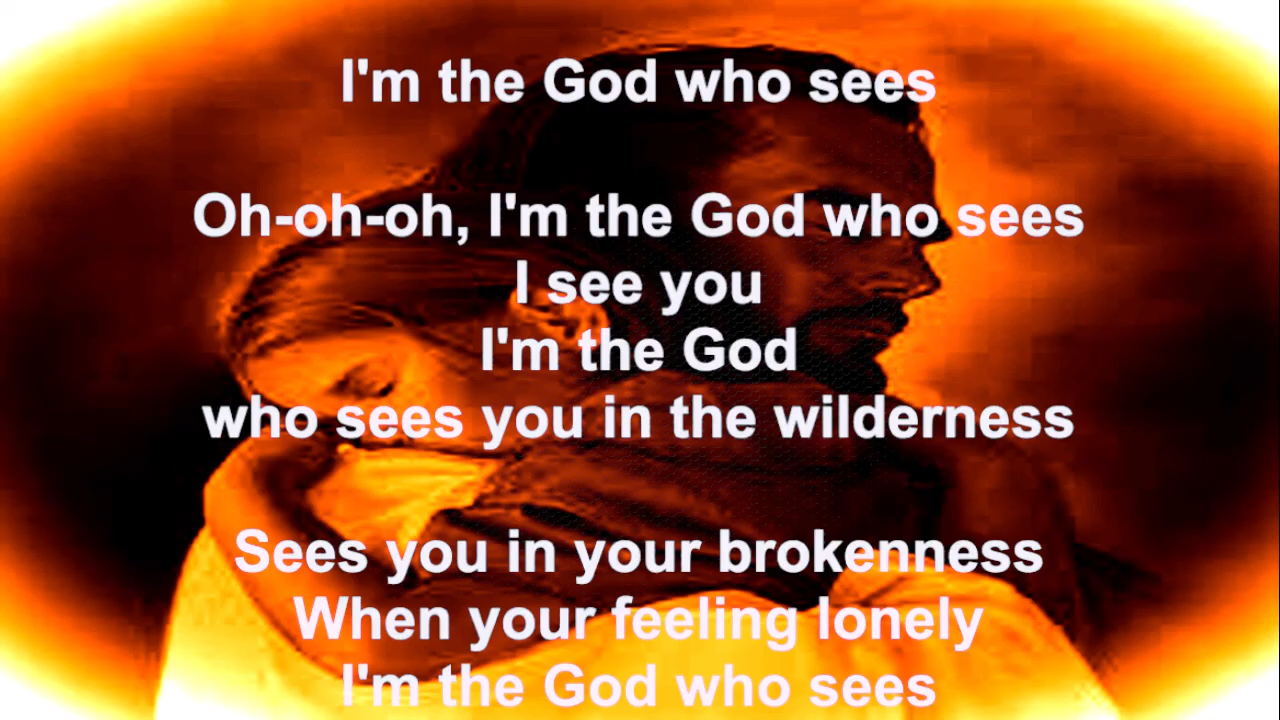 I'm the God who sees
Oh-oh-oh, I'm the God who sees
I see you
I'm the God
who sees you in the wilderness
Sees you in your brokenness
When your feeling lonely
I'm the God who sees